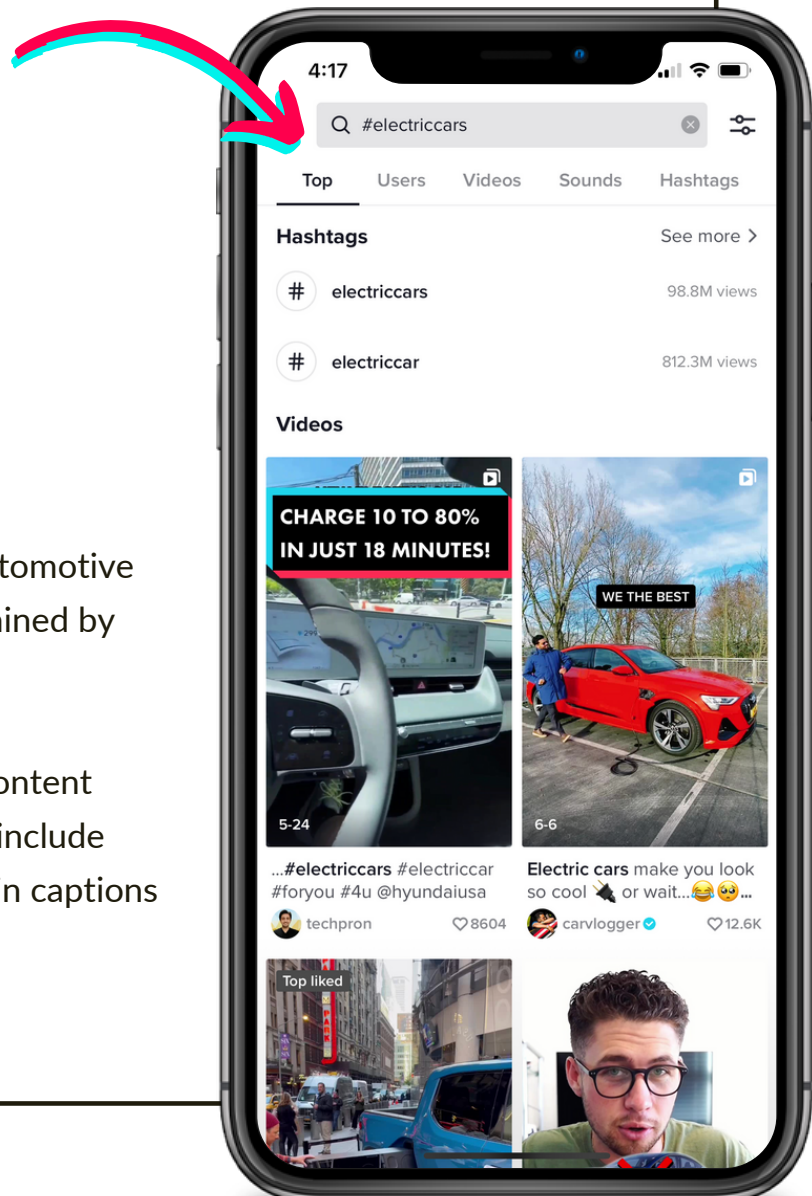 4:17
#electriccars
Top Users Videos Sounds Hashtags
Hashtags See more >
# electriccars 98.8M views
# electriccar 812.3M views
Videos
CHARGE 10 TO 80%
IN JUST 18 MINUTES!
5-24
WE THE BEST
6-6
...#electriccars #electriccar
#foryou #4u @hyundaiusa
techpron 8604
Electric cars make you look
so cool 🔌 or wait...😂🥺...
carvlogger 12.6K
Top liked
PARK
tomotive
ined by
ontent
include
in captions